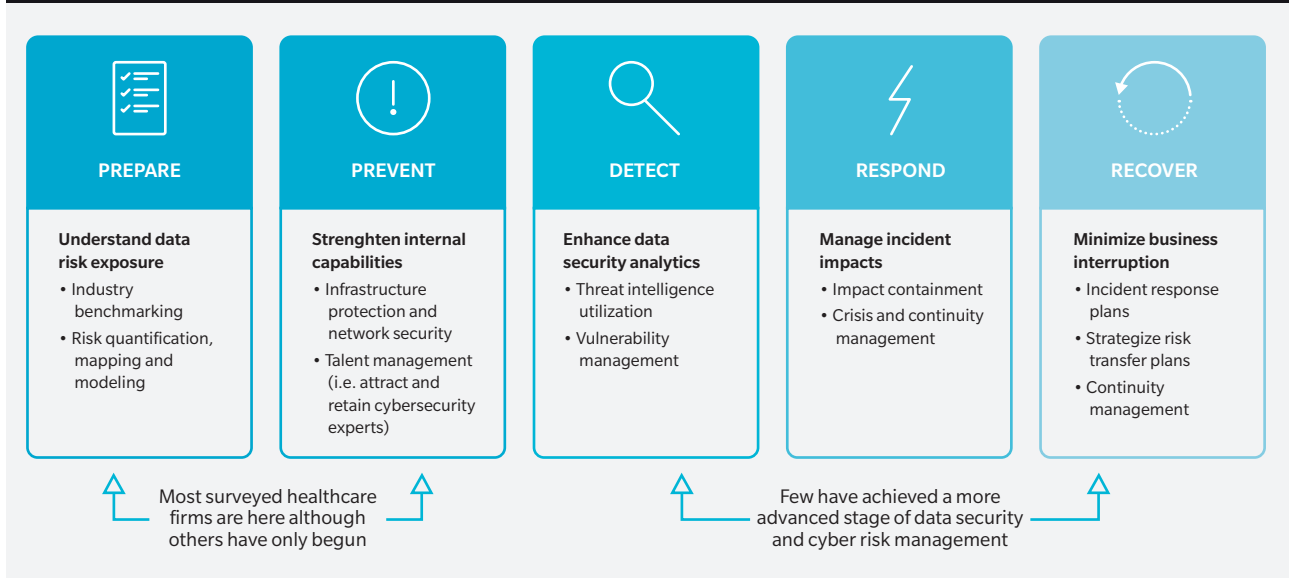 PREPARE
Understand data
risk exposure
• Industry
benchmarking
• Risk quantification,
mapping and
modeling
PREVENT
Strenghten internal
capabilities
• Infrastructure
protection and
network security
• Talent management
(i.e. attract and
retain cybersecurity
experts)
DETECT
Enhance data
security analytics
• Threat intelligence
utilization
• Vulnerability
management
RESPOND
Manage incident
impacts
• Impact containment
• Crisis and continuity
management
RECOVER
Minimize business
interruption
• Incident response
plans
• Strategize risk
transfer plans
• Continuity
management
Most surveyed healthcare
firms are here although
others have only begun
Few have achieved a more
advanced stage of data security
and cyber risk management